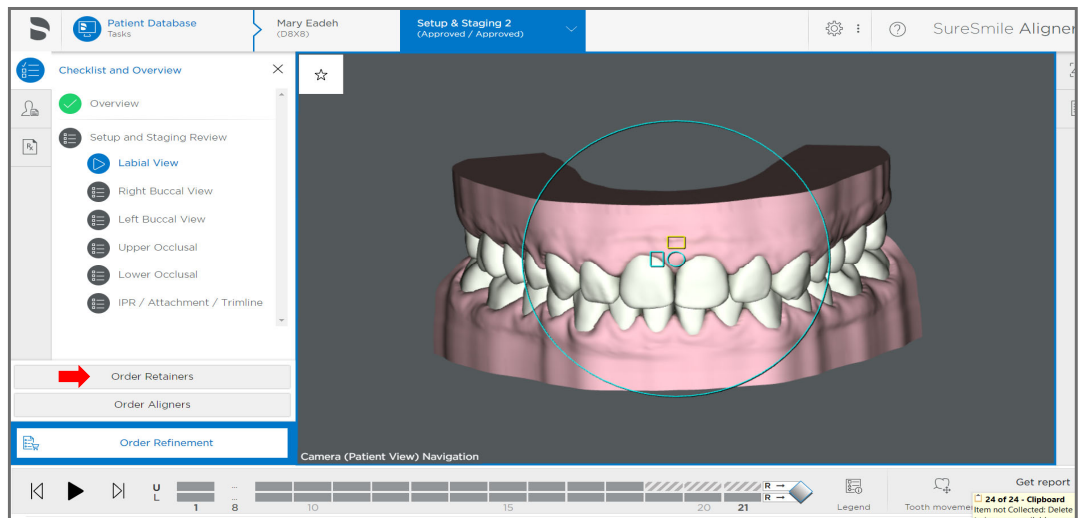 Patient Database
Tasks
Mary Eadeh
(D8X8)
Setup & Staging 2
(Approved / Approved)
SureSmile Aligner
Checklist and Overview
Overview
Setup and Staging Review
Labial View
Right Buccal View
Left Buccal View
Upper Occlusal
Lower Occlusal
IPR / Attachment / Trimline
Rx
Order Retainers
Order Aligners
Order Refinement
Camera (Patient View) Navigation
U
L
1
...
...
8
10
15
20
21
R →
R →
Legend
Tooth moveme
Get report
24 of 24 - Clipboard
Item not Collected: Delete